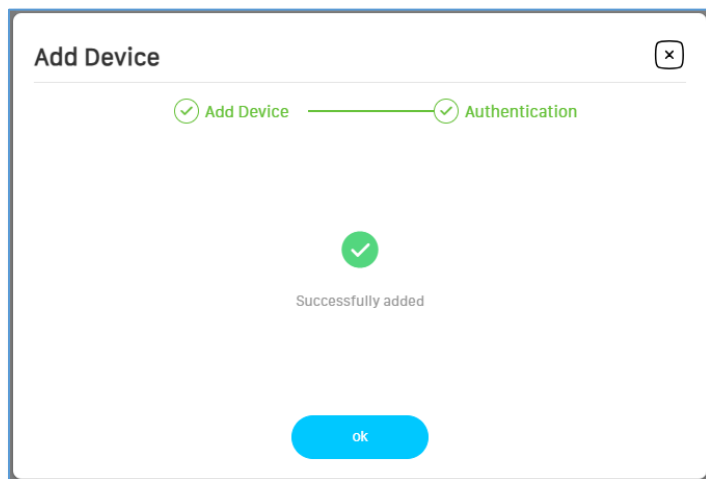 Add Device
Add Device
Authentication
Successfully added
ok